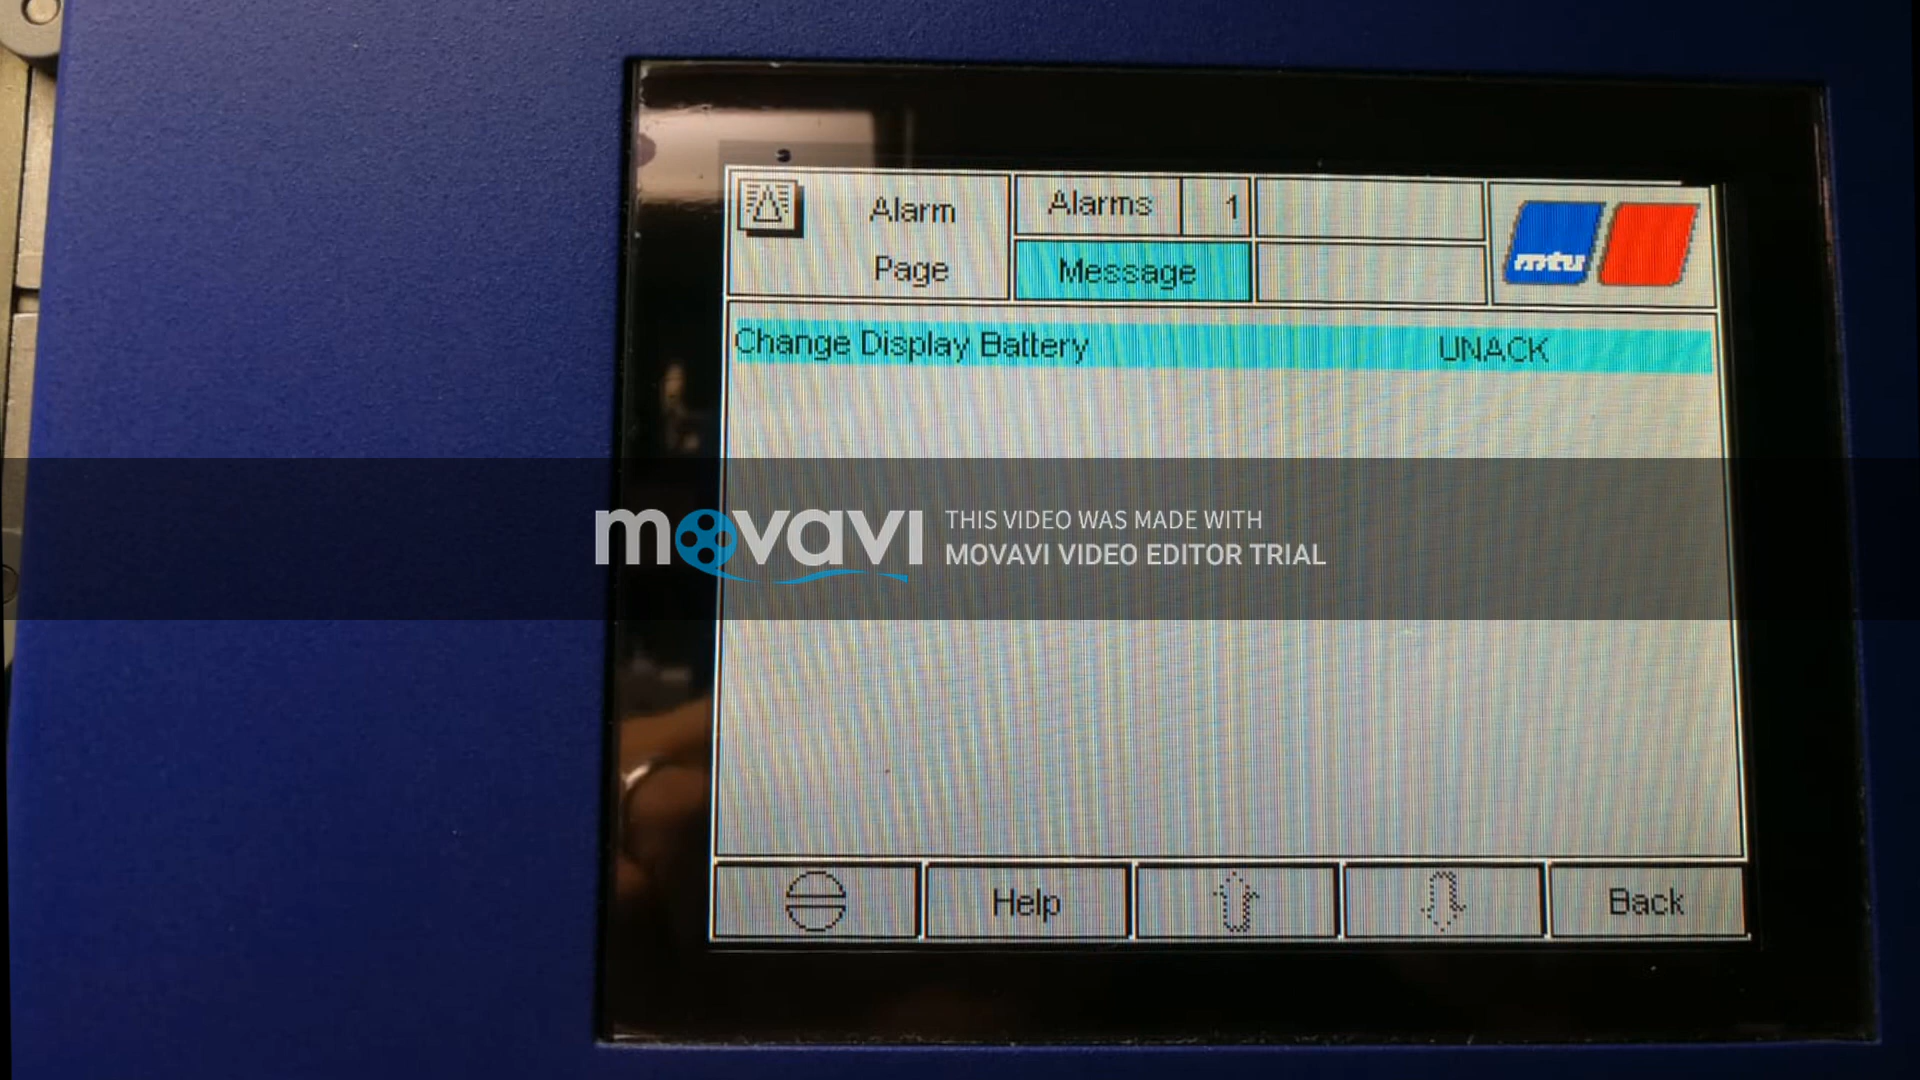 Alarm
Page
Alarms 1
Message
mtu
Change Display Battery UNACK
movavi
THIS VIDEO WAS MADE WITH
MOVAVI VIDEO EDITOR TRIAL
Help
Back